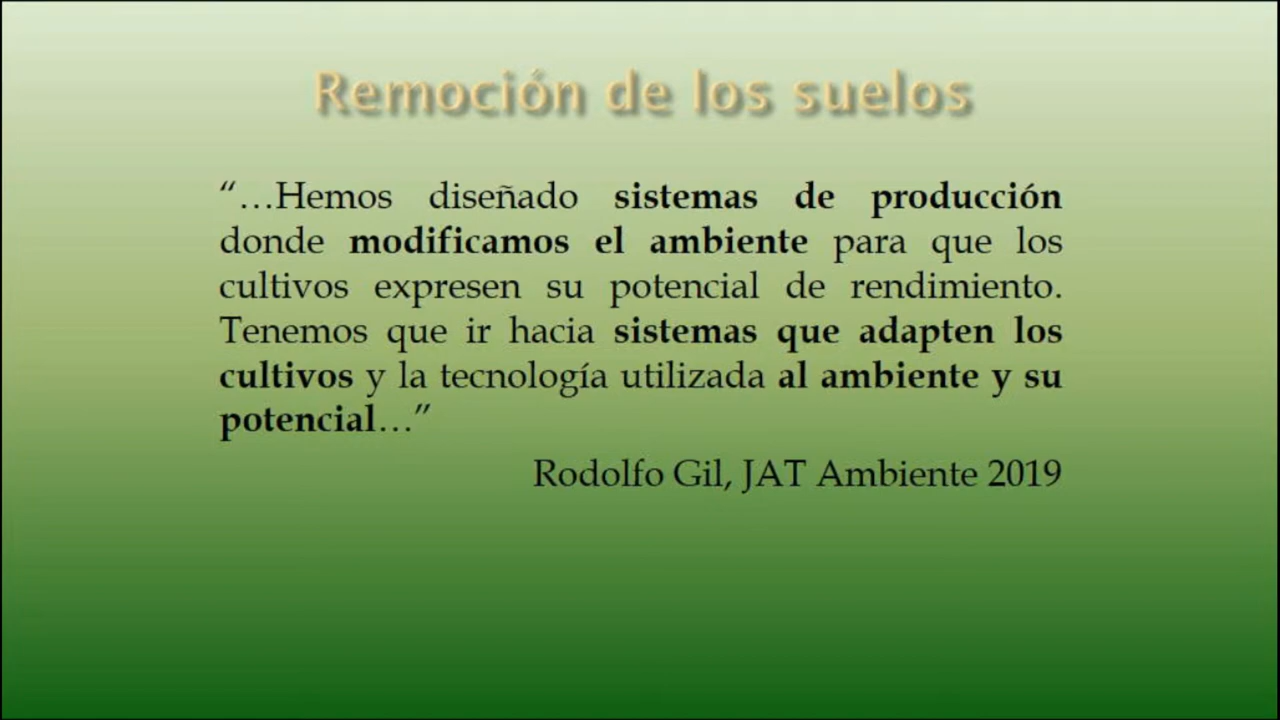 Remoción de los suelos
“…Hemos diseñado sistemas de producción
donde modificamos el ambiente para que los
cultivos expresen su potencial de rendimiento.
Tenemos que ir hacia sistemas que adapten los
cultivos y la tecnología utilizada al ambiente y su
potencial…”
Rodolfo Gil, JAT Ambiente 2019